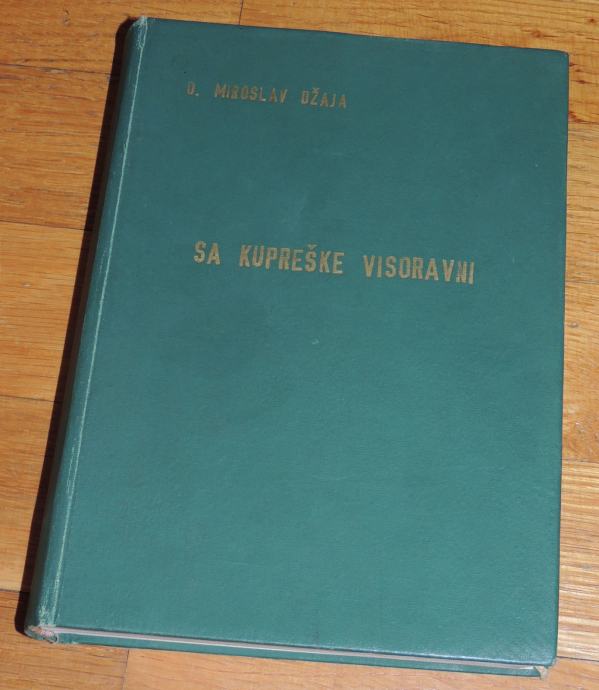 O. MIROSLAV DŽAJA
SA KUPREŠKE VISORAVNI